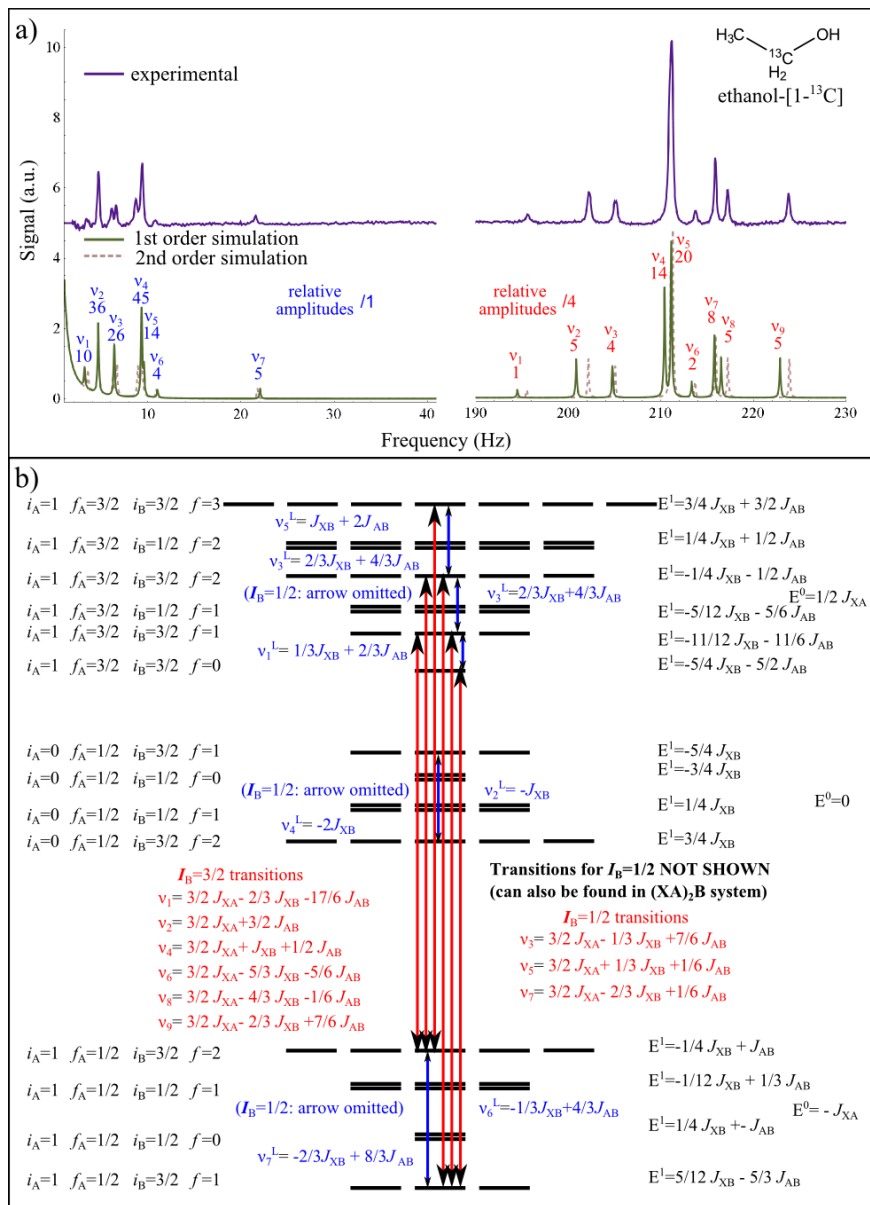 a)
10
8
6
4
2
0
Signal (a.u.)
experimental
H3C
13C
H2
OH
ethanol-[1-13C]
1st order simulation
2nd order simulation
ν1
10
ν2
36
ν3
26
ν4
45
ν5
14
ν6
4
ν7
5
relative
amplitudes /1
relative
amplitudes /4
ν1
1
ν2
5
ν3
4
ν4
14
ν5
20
ν6
2
ν7
8
ν8
5
ν9
5
10 20 30 40 190 200 210 220 230
Frequency (Hz)
b)
iA=1 fA=3/2 iB=3/2 f=3 E1=3/4 JXB + 3/2 JAB
ν5L= JXB + 2JAB
iA=1 fA=3/2 iB=1/2 f=2 E1=1/4 JXB + 1/2 JAB
ν3L= 2/3JXB + 4/3JAB
iA=1 fA=3/2 iB=3/2 f=2 E1=-1/4 JXB - 1/2 JAB
(IB=1/2: arrow omitted) ν3L=2/3JXB+4/3JAB E0=1/2 JXA
iA=1 fA=3/2 iB=1/2 f=1 E1=-5/12 JXB - 5/6 JAB
iA=1 fA=3/2 iB=3/2 f=1 E1=-11/12 JXB - 11/6 JAB
ν1L= 1/3JXB + 2/3JAB
iA=1 fA=3/2 iB=3/2 f=0 E1=-5/4 JXB - 5/2 JAB
iA=0 fA=1/2 iB=3/2 f=1 E1=-5/4 JXB
iA=0 fA=1/2 iB=1/2 f=0 E1=-3/4 JXB
(IB=1/2: arrow omitted) ν2L= -JXB
iA=0 fA=1/2 iB=1/2 f=1 E1=1/4 JXB E0=0
ν4L= -2JXB
iA=0 fA=1/2 iB=3/2 f=2 E1=3/4 JXB
Transitions for IB=1/2 NOT SHOWN
(can also be found in (XA)2B system)
IB=3/2 transitions
ν1= 3/2 JXA- 2/3 JXB -17/6 JAB
ν2= 3/2 JXA+3/2 JAB
ν4= 3/2 JXA+ JXB +1/2 JAB
ν6= 3/2 JXA- 5/3 JXB -5/6 JAB
ν8= 3/2 JXA- 4/3 JXB -1/6 JAB
ν9= 3/2 JXA- 2/3 JXB +7/6 JAB
IB=1/2 transitions
ν3= 3/2 JXA- 1/3 JXB +7/6 JAB
ν5= 3/2 JXA+ 1/3 JXB +1/6 JAB
ν7= 3/2 JXA- 2/3 JXB +1/6 JAB
iA=1 fA=1/2 iB=3/2 f=2 E1=-1/4 JXB + JAB
iA=1 fA=1/2 iB=1/2 f=1 E1=-1/12 JXB + 1/3 JAB
(IB=1/2: arrow omitted) ν6L=-1/3JXB+4/3JAB E0= - JXA
iA=1 fA=1/2 iB=1/2 f=0 E1=1/4 JXB +- JAB
ν7L= -2/3JXB + 8/3JAB
iA=1 fA=1/2 iB=3/2 f=1 E1=5/12 JXB - 5/3 JAB